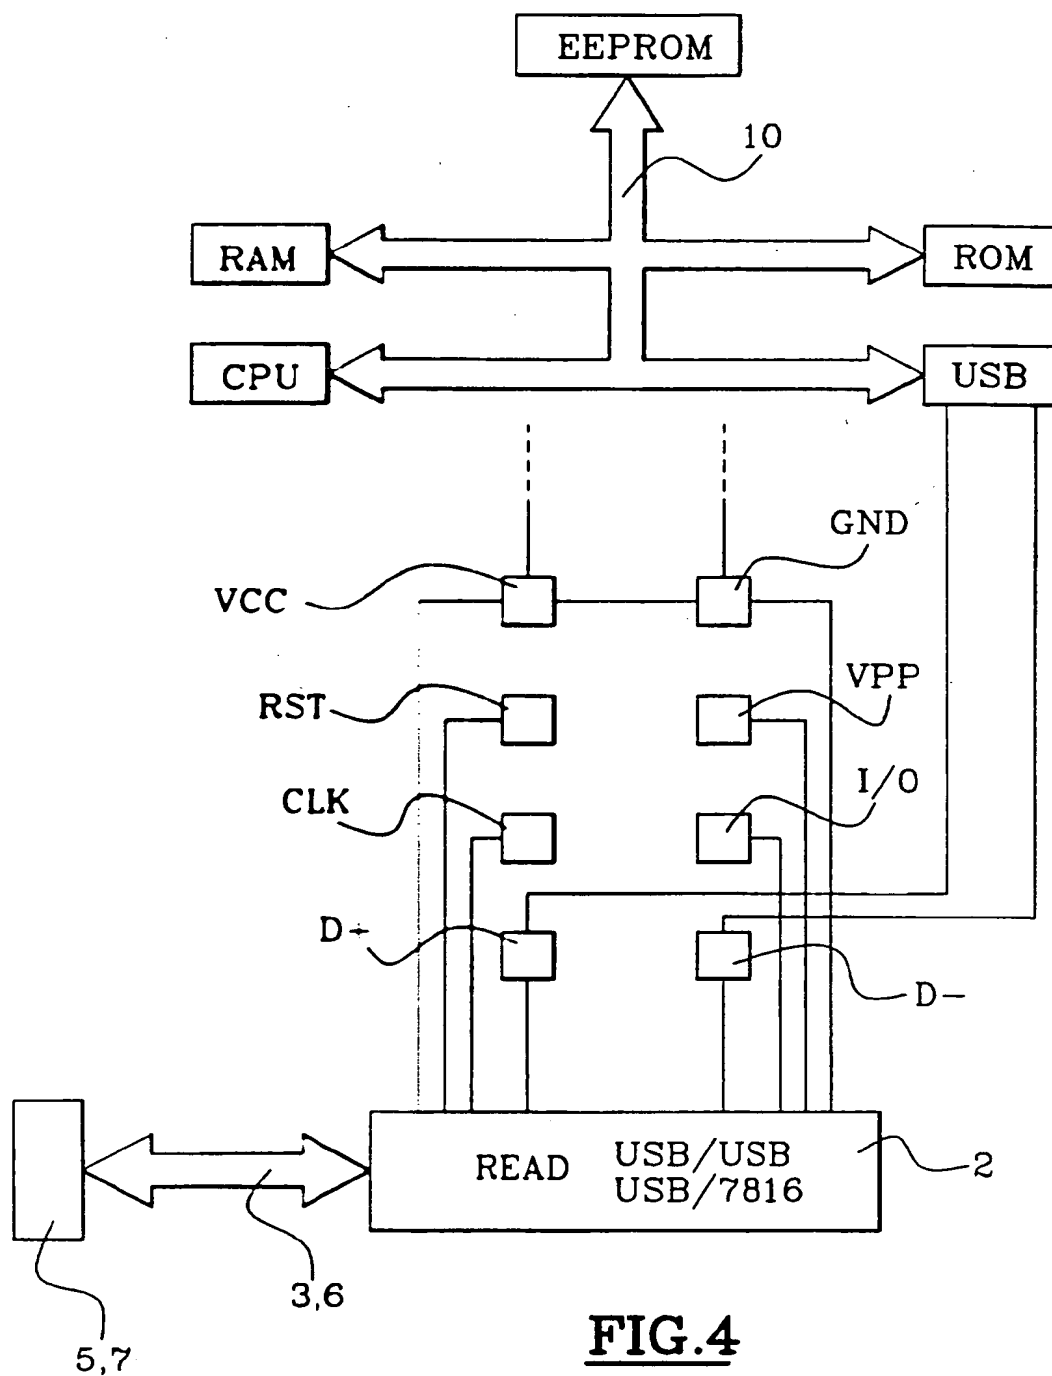 EEPROM
10
RAM
ROM
CPU
USB
GND
VCC
RST
VPP
CLK
I/O
D+
D-
READ
USB/USB
USB/7816
2
3,6
5,7
FIG.4